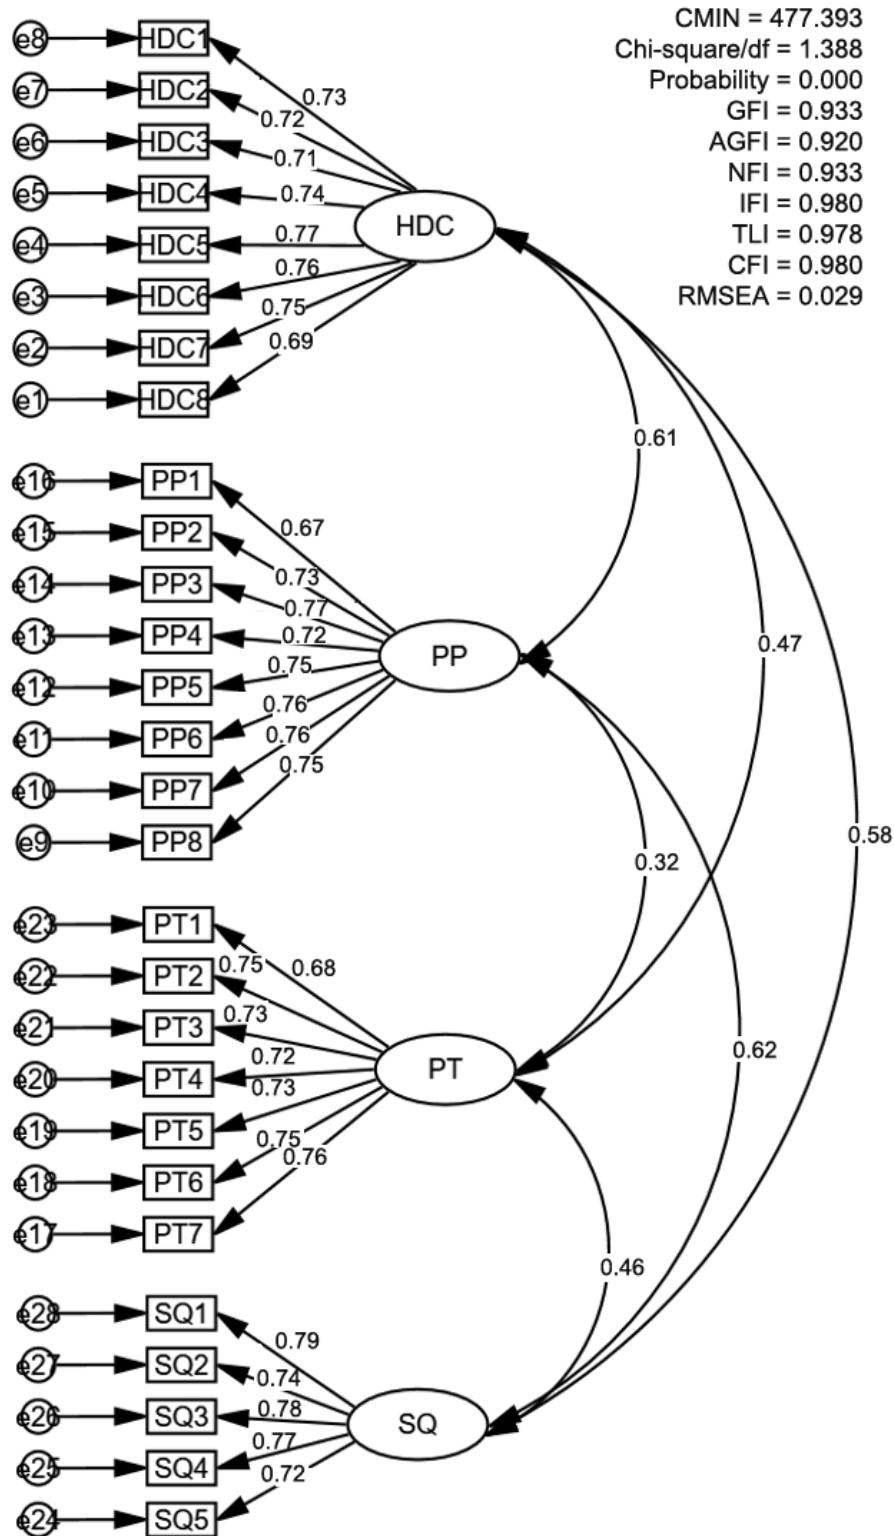 CMIN = 477.393
Chi-square/df = 1.388
Probability = 0.000
GFI = 0.933
AGFI = 0.920
NFI = 0.933
IFI = 0.980
TLI = 0.978
CFI = 0.980
RMSEA = 0.029
e8 HDC1
e7 HDC2
e6 HDC3
e5 HDC4
e4 HDC5
e3 HDC6
e2 HDC7
e1 HDC8
0.73
0.72
0.71
0.74
0.77
0.76
0.75
0.69
HDC
e16 PP1
e15 PP2
e14 PP3
e13 PP4
e12 PP5
e11 PP6
e10 PP7
e9 PP8
0.67
0.73
0.77
0.72
0.75
0.76
0.76
0.75
PP
e23 PT1
e22 PT2
e21 PT3
e20 PT4
e19 PT5
e18 PT6
e17 PT7
0.68
0.75
0.73
0.72
0.73
0.75
0.76
PT
e28 SQ1
e27 SQ2
e26 SQ3
e25 SQ4
e24 SQ5
0.79
0.74
0.78
0.77
0.72
SQ
0.61
0.47
0.58
0.32
0.62
0.46